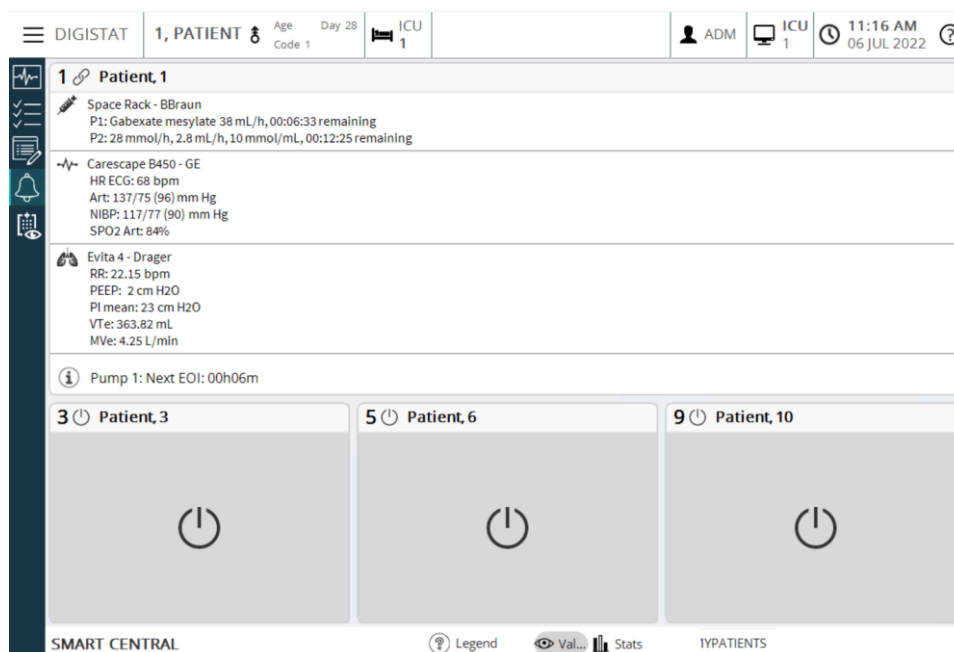 DIGISTAT 1, PATIENT Age Day 28 Code 1 ICU 1 ADM ICU 1 11:16 AM 06 JUL 2022 ?
1 Patient, 1
Space Rack - BBraun
P1: Gabexate mesylate 38 mL/h, 00:06:33 remaining
P2: 28 mmol/h, 2.8 mL/h, 10 mmol/mL, 00:12:25 remaining
Carescape B450 - GE
HR ECG: 68 bpm
Art: 137/75 (96) mm Hg
NIBP: 117/77 (90) mm Hg
SPO2 Art: 84%
Evita 4 - Drager
RR: 22.15 bpm
PEEP: 2 cm H2O
PI mean: 23 cm H2O
VTe: 363.82 mL
MVe: 4.25 L/min
i Pump 1: Next EOI: 00h06m
3 Patient, 3
5 Patient, 6
9 Patient, 10
SMART CENTRAL ? Legend Val... Stats 1YPATIENTS